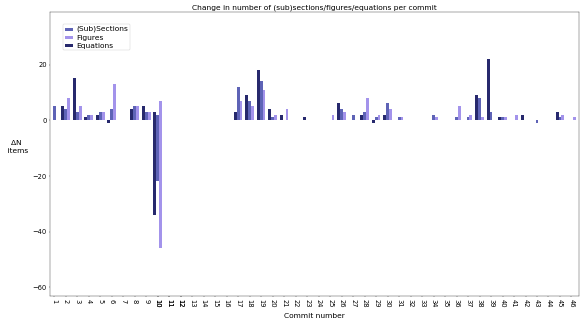 Change in number of (sub)sections/figures/equations per commit
(Sub)Sections
Figures
Equations
20
0
−20
−40
−60
ΔN
items
1 2 3 4 5 6 7 8 9 10 11 12 13 14 15 16 17 18 19 20 21 22 23 24 25 26 27 28 29 30 31 32 33 34 35 36 37 38 39 40 41 42 43 44 45 46
Commit number